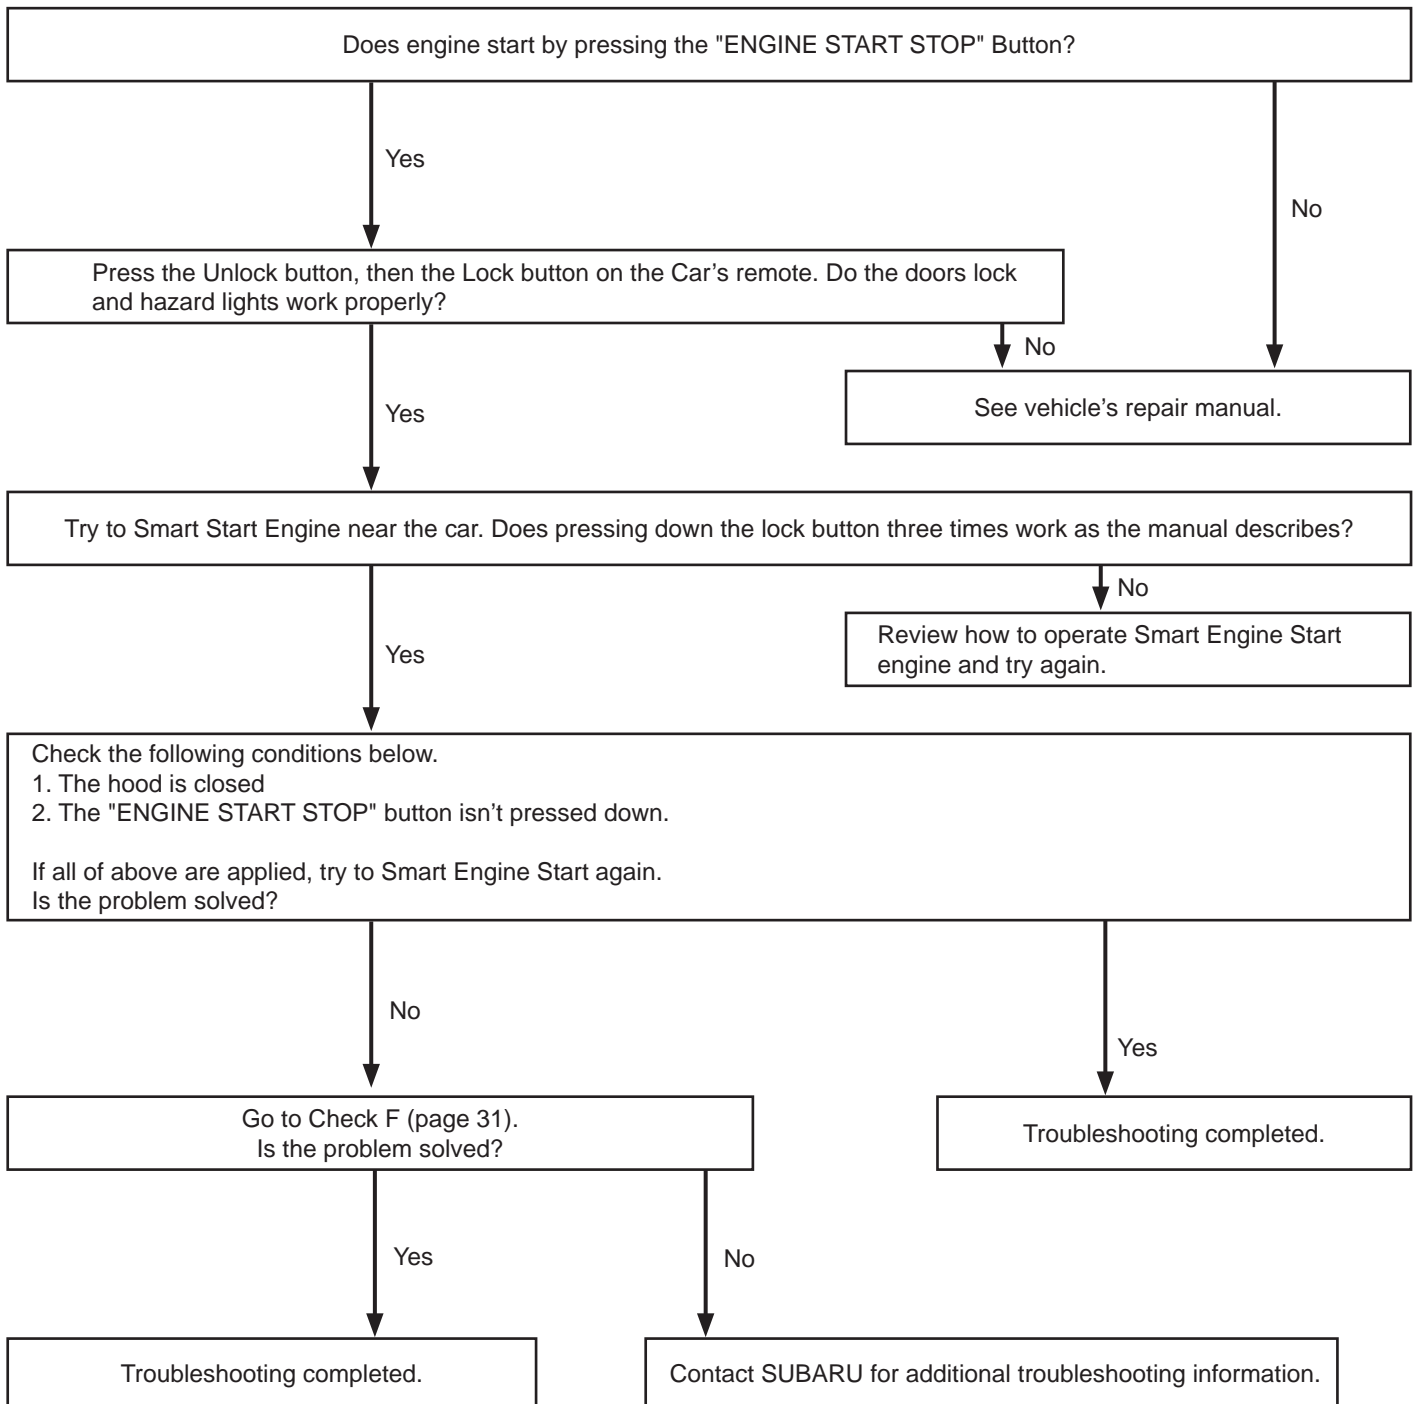 Does engine start by pressing the "ENGINE START STOP" Button?
Yes
No
Press the Unlock button, then the Lock button on the Car’s remote. Do the doors lock
and hazard lights work properly?
No
Yes
See vehicle’s repair manual.
Try to Smart Start Engine near the car. Does pressing down the lock button three times work as the manual describes?
No
Yes
Review how to operate Smart Engine Start
engine and try again.
Check the following conditions below.
1. The hood is closed
2. The "ENGINE START STOP" button isn’t pressed down.
If all of above are applied, try to Smart Engine Start again.
Is the problem solved?
No
Yes
Go to Check F (page 31).
Is the problem solved?
Troubleshooting completed.
Yes
No
Troubleshooting completed.
Contact SUBARU for additional troubleshooting information.